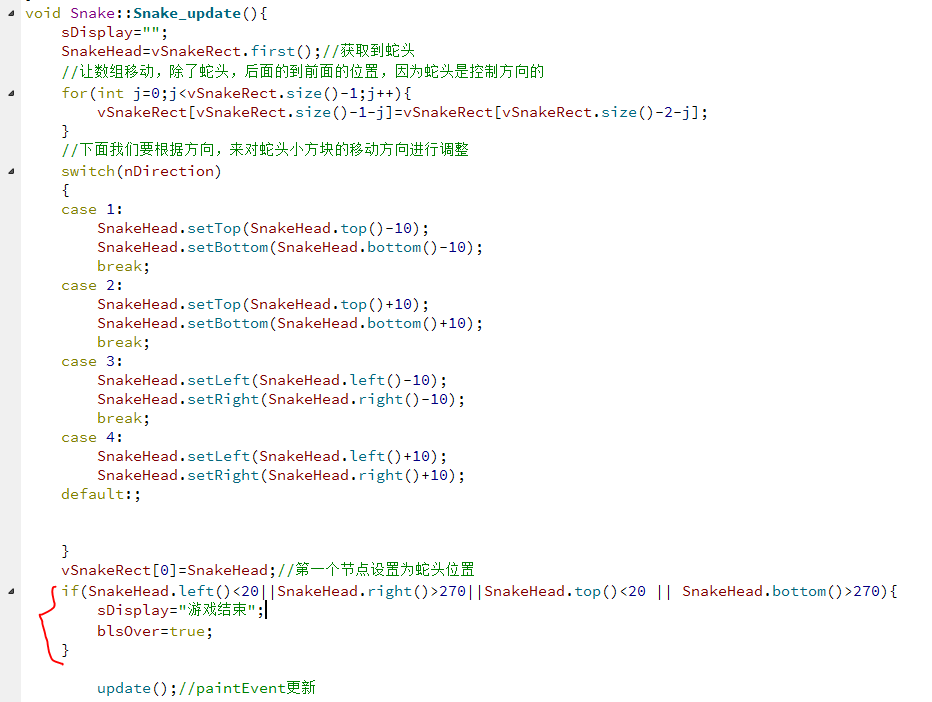 void Snake::Snake_update(){
sDisplay="";
SnakeHead=vSnakeRect.first();//获取到蛇头
//让数组移动，除了蛇头，后面的到前面的位置，因为蛇头是控制方向的
for(int j=0;j<vSnakeRect.size()-1;j++){
vSnakeRect[vSnakeRect.size()-1-j]=vSnakeRect[vSnakeRect.size()-2-j];
}
//下面我们要根据方向，来对蛇头小方块的移动方向进行调整
switch(nDirection)
{
case 1:
SnakeHead.setTop(SnakeHead.top()-10);
SnakeHead.setBottom(SnakeHead.bottom()-10);
break;
case 2:
SnakeHead.setTop(SnakeHead.top()+10);
SnakeHead.setBottom(SnakeHead.bottom()+10);
break;
case 3:
SnakeHead.setLeft(SnakeHead.left()-10);
SnakeHead.setRight(SnakeHead.right()-10);
break;
case 4:
SnakeHead.setLeft(SnakeHead.left()+10);
SnakeHead.setRight(SnakeHead.right()+10);
default:;
}
vSnakeRect[0]=SnakeHead;//第一个节点设置为蛇头位置
if(SnakeHead.left()<20||SnakeHead.right()>270||SnakeHead.top()<20 || SnakeHead.bottom()>270){
sDisplay="游戏结束";
blsOver=true;
}
update();//paintEvent更新